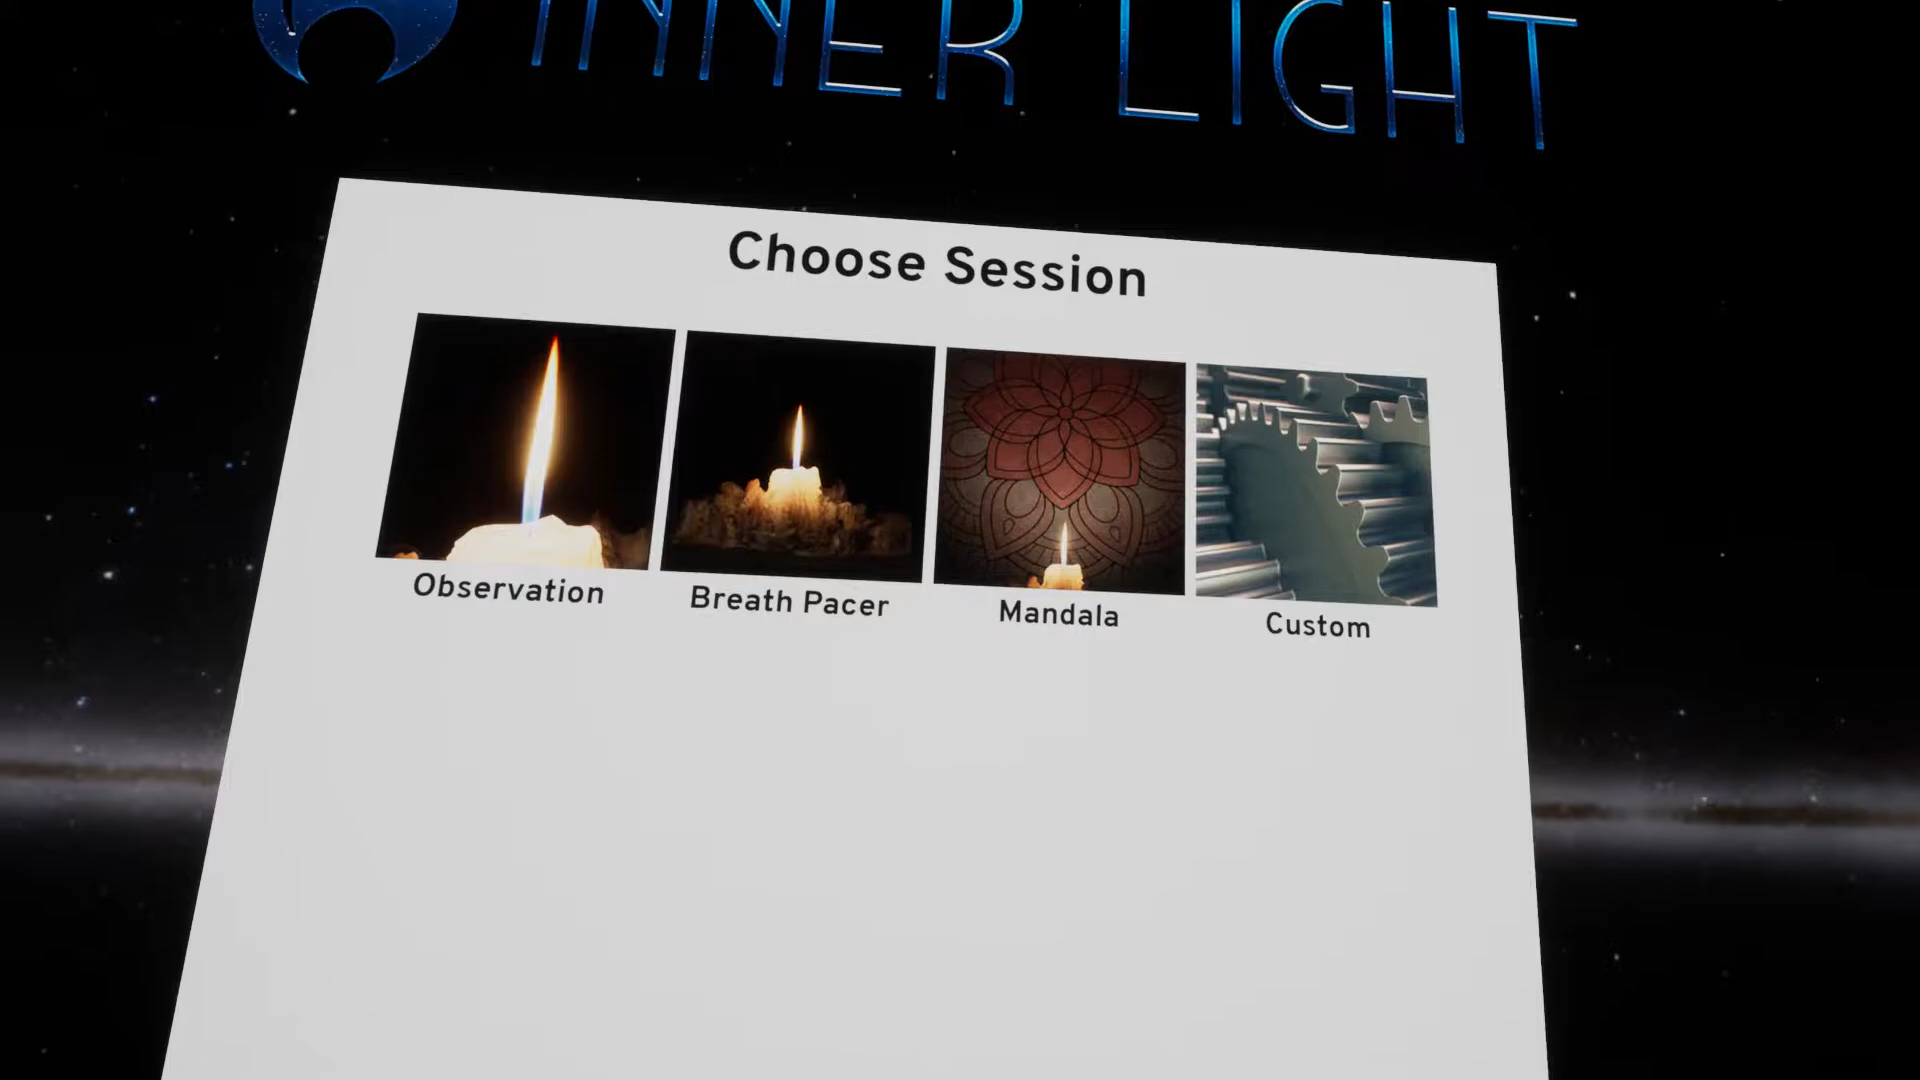 INNER LIGHT
Choose Session
Observation
Breath Pacer
Mandala
Custom